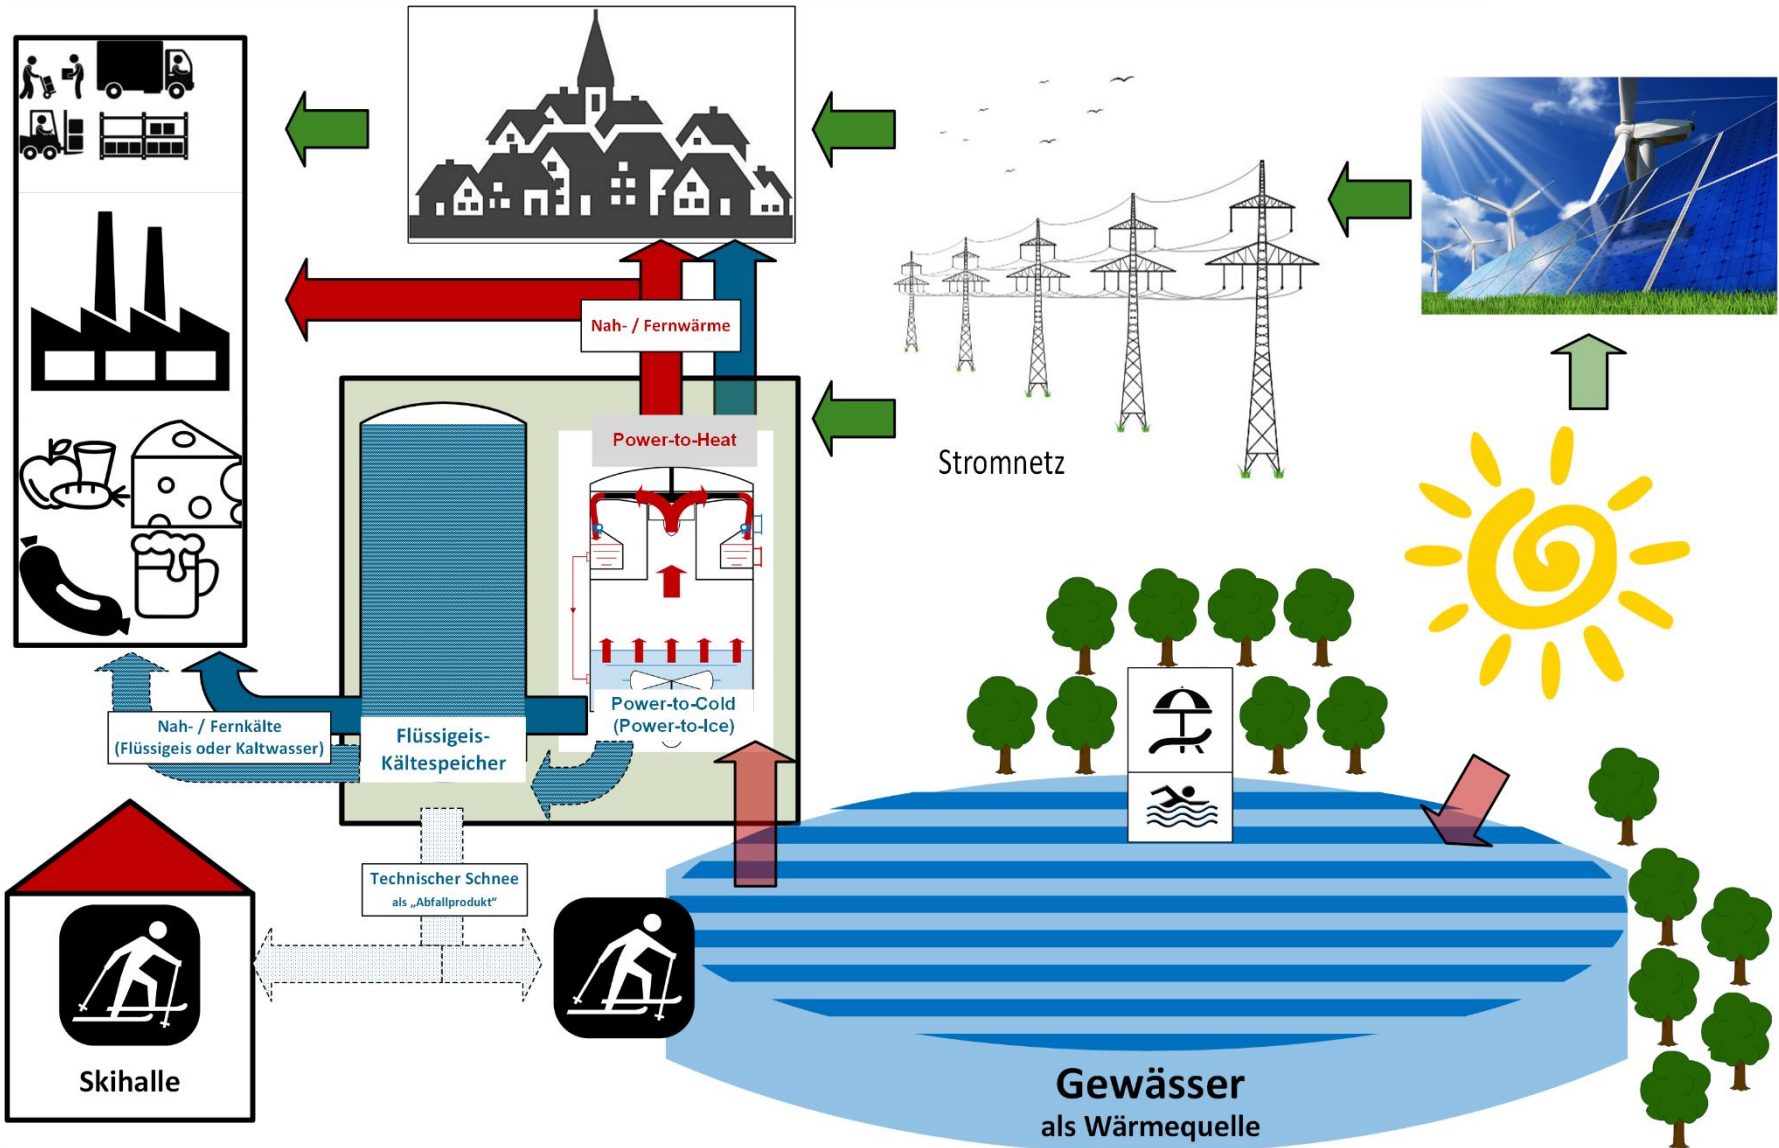 Nah- / Fernwärme
Power-to-Heat
Stromnetz
Power-to-Cold
(Power-to-Ice)
Nah- / Fernkälte
(Flüssigeis oder Kaltwasser)
Flüssigeis-
Kältespeicher
Technischer Schnee
als „Abfallprodukt“
Skihalle
Gewässer
als Wärmequelle